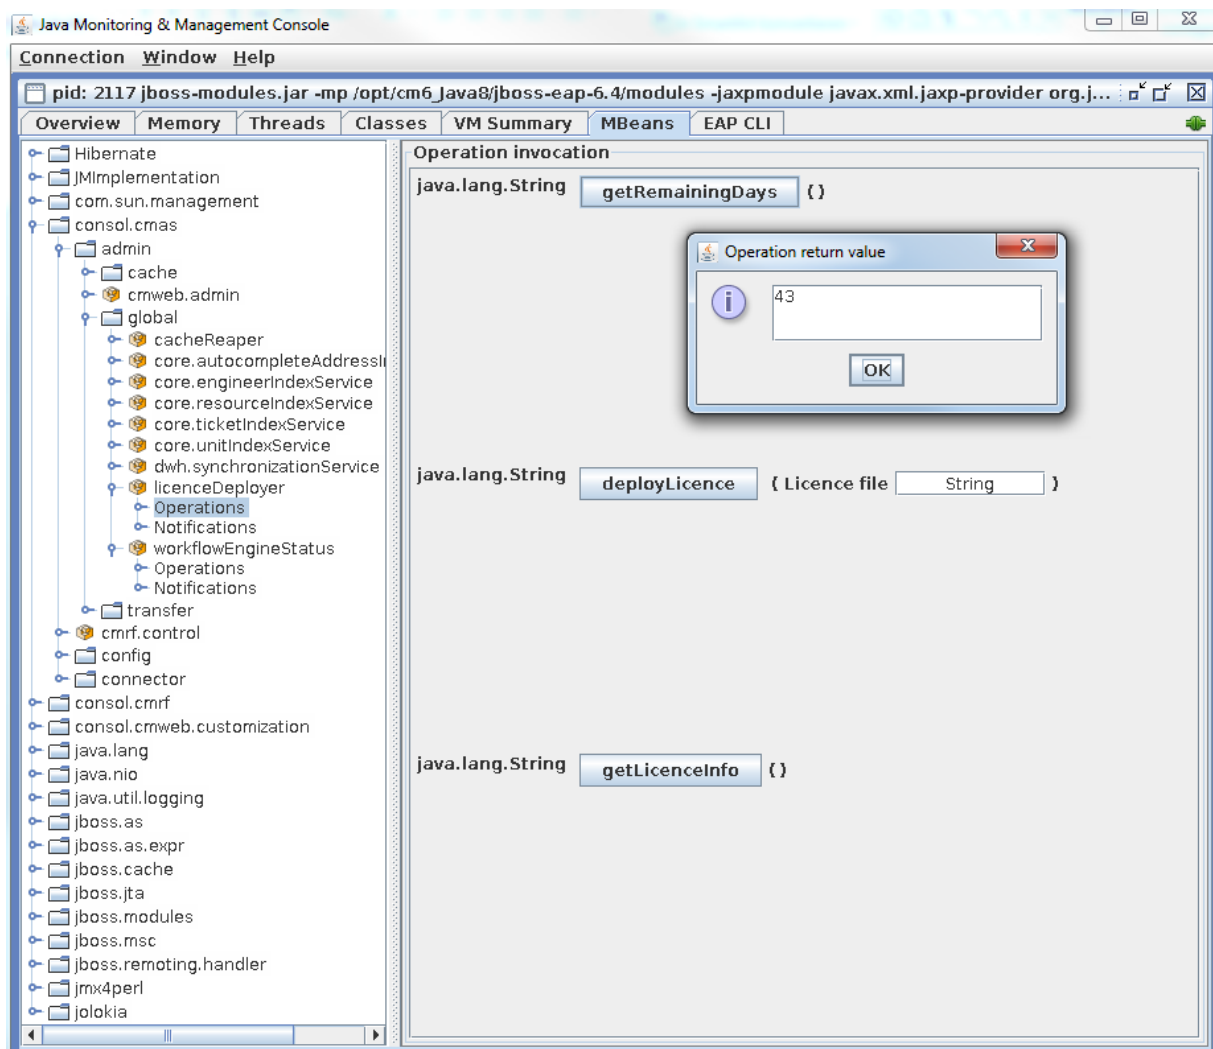 Java Monitoring & Management Console
Connection Window Help
pid: 2117 jboss-modules.jar -mp /opt/cm6_Java8/jboss-eap-6.4/modules -jaxpmodule javax.xml.jaxp-provider org.j...
Overview Memory Threads Classes VM Summary MBeans EAP CLI
Hibernate
JMImplementation
com.sun.management
consol.cmas
admin
cache
cmweb.admin
global
cacheReaper
core.autocompleteAddressI
core.engineerIndexService
core.resourceIndexService
core.ticketIndexService
core.unitIndexService
dwh.synchronizationService
licenceDeployer
Operations
Notifications
workflowEngineStatus
Operations
Notifications
transfer
cmrf.control
config
connector
consol.cmrf
consol.cmweb.customization
java.lang
java.nio
java.util.logging
jboss.as
jboss.as.expr
jboss.cache
jboss.jta
jboss.modules
jboss.msc
jboss.remoting.handler
jmx4perl
jolokia
Operation invocation
java.lang.String getRemainingDays ()
Operation return value
43
OK
java.lang.String deployLicence ( Licence file String )
java.lang.String getLicenceInfo ()